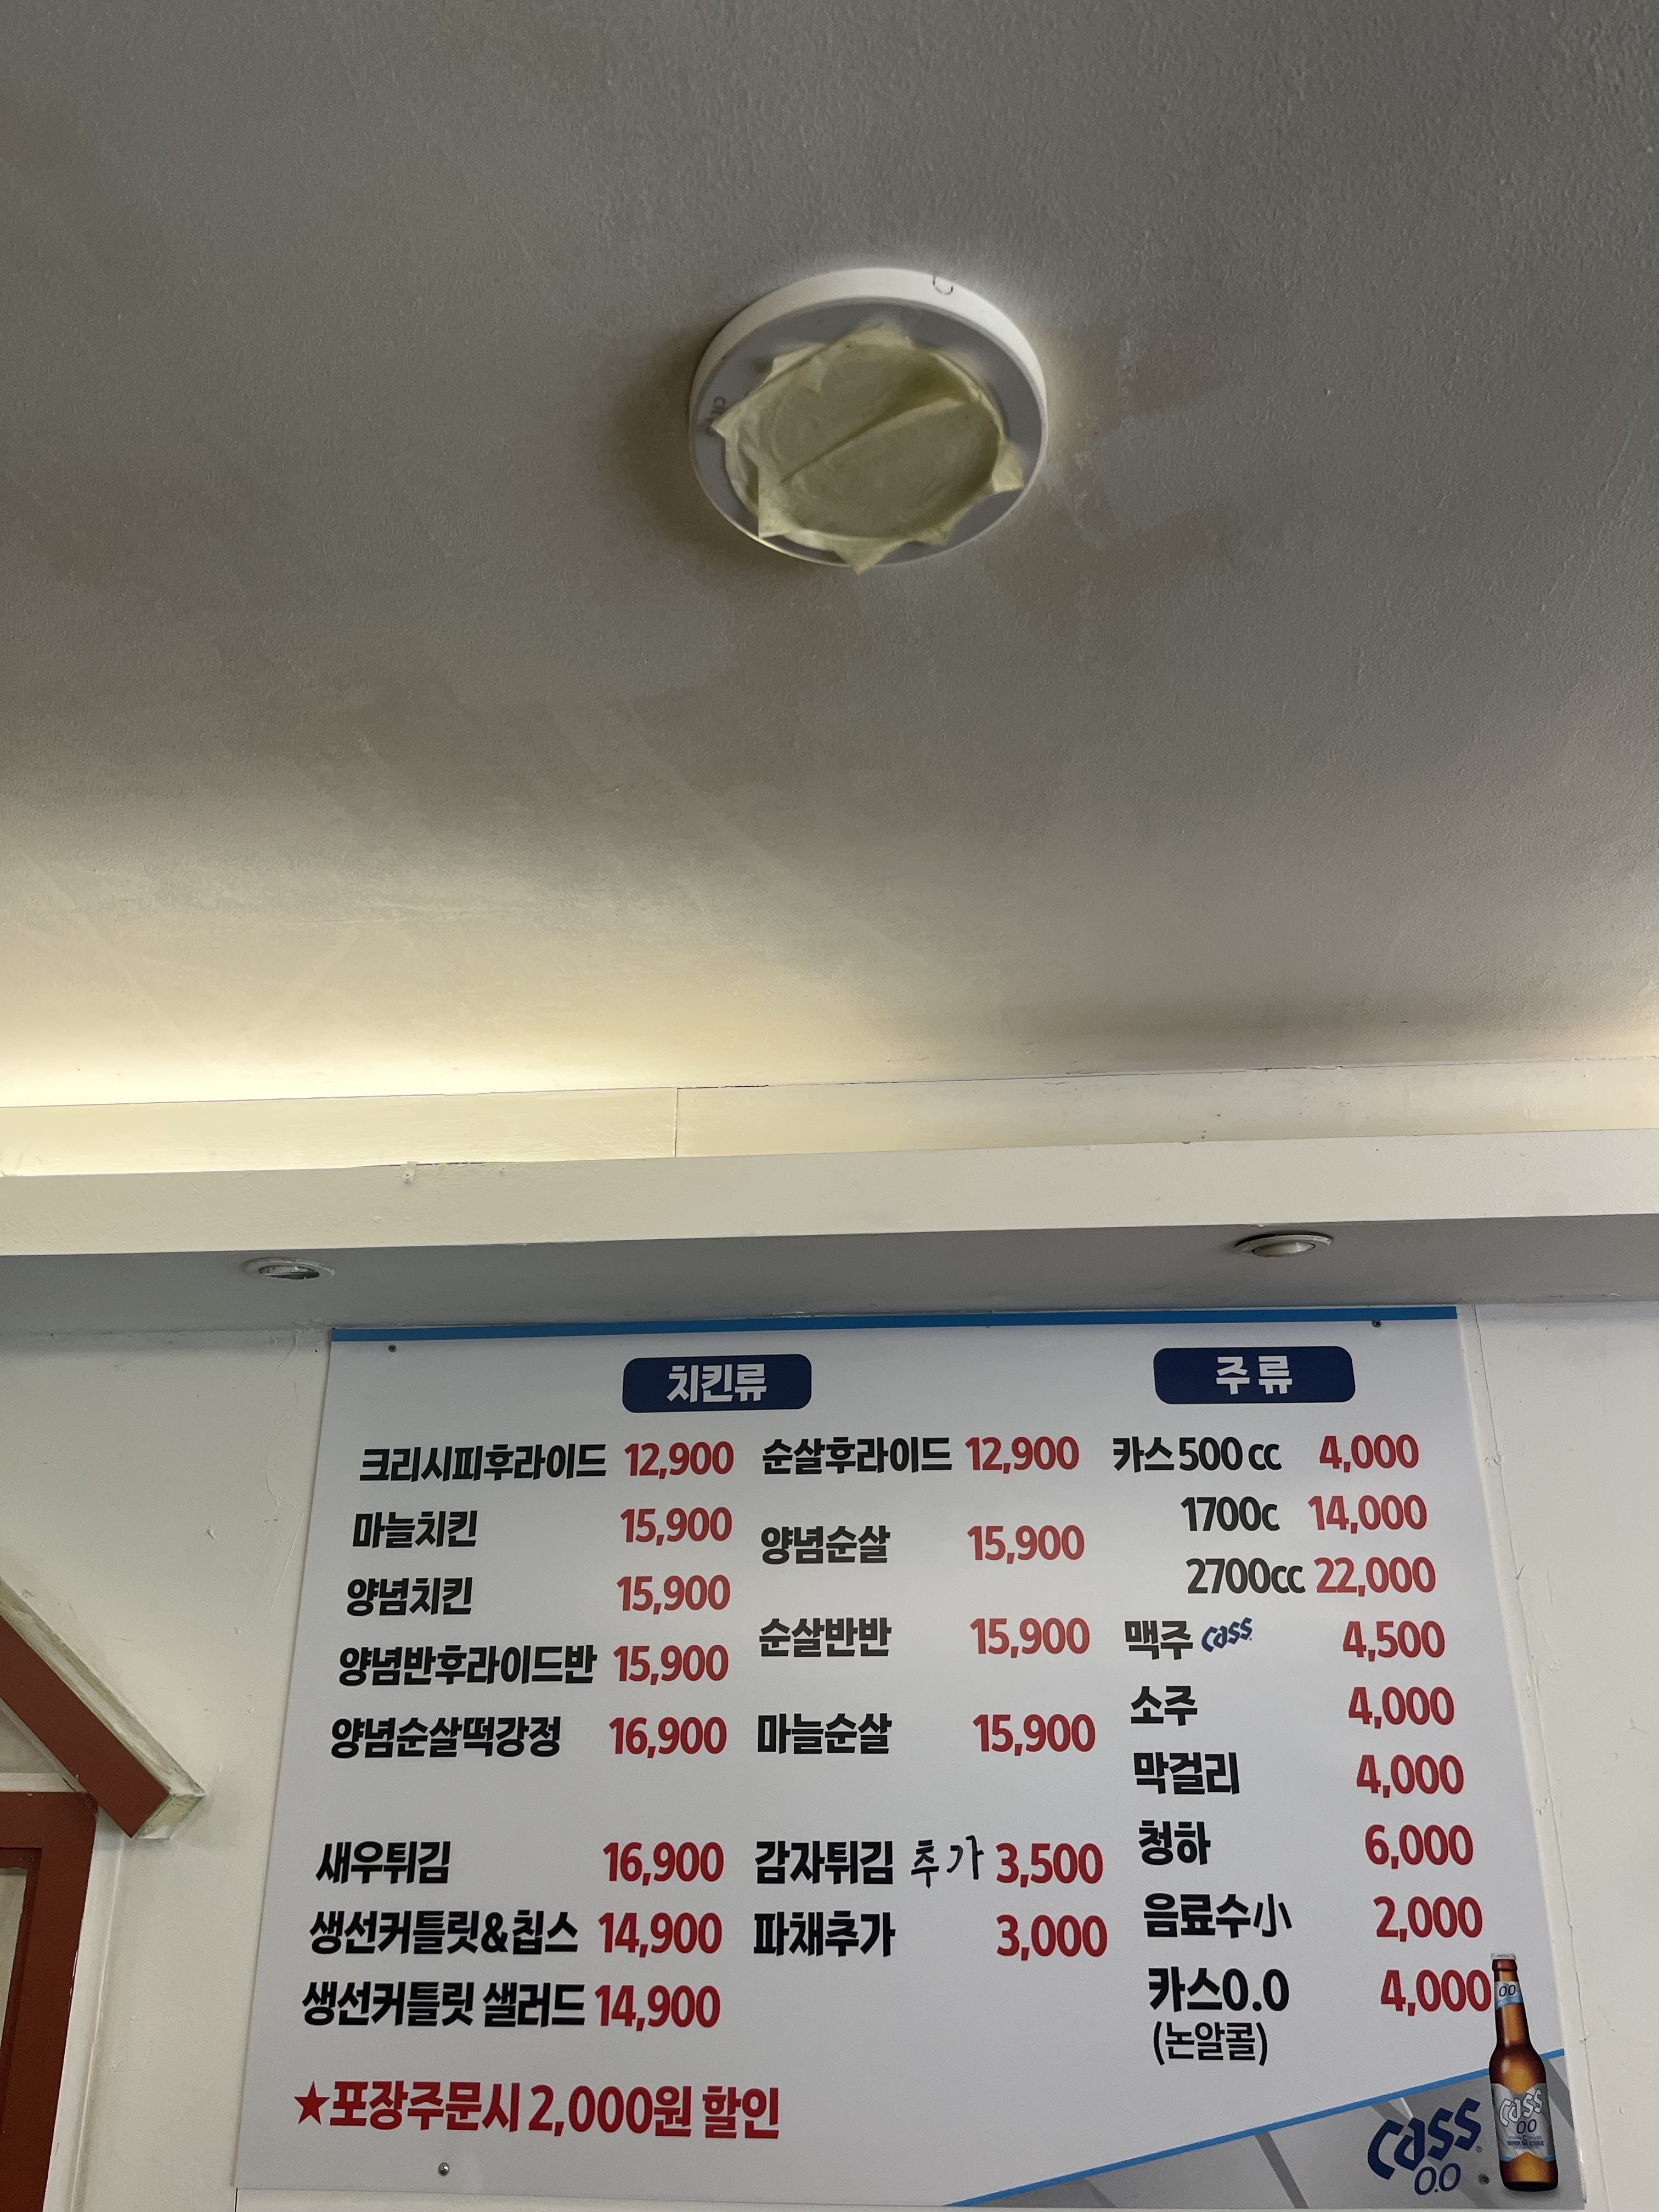 치킨류
크리시피후라이드 12,900
마늘치킨 15,900
양념치킨 15,900
양념반후라이드반 15,900
양념순살떡강정 16,900
새우튀김 16,900
생선커틀릿&칩스 14,900
생선커틀릿 샐러드 14,900
순살후라이드 12,900
양념순살 15,900
순살반반 15,900
마늘순살 15,900
감자튀김 추가 3,500
파채추가 3,000
주류
카스 500 cc 4,000
1700c 14,000
2700cc 22,000
맥주 Cass 4,500
소주 4,000
막걸리 4,000
청하 6,000
음료수小 2,000
카스0.0 4,000
(논알콜)
★포장주문시 2,000원 할인
Cass
0.0
0.0
Cass
0.0